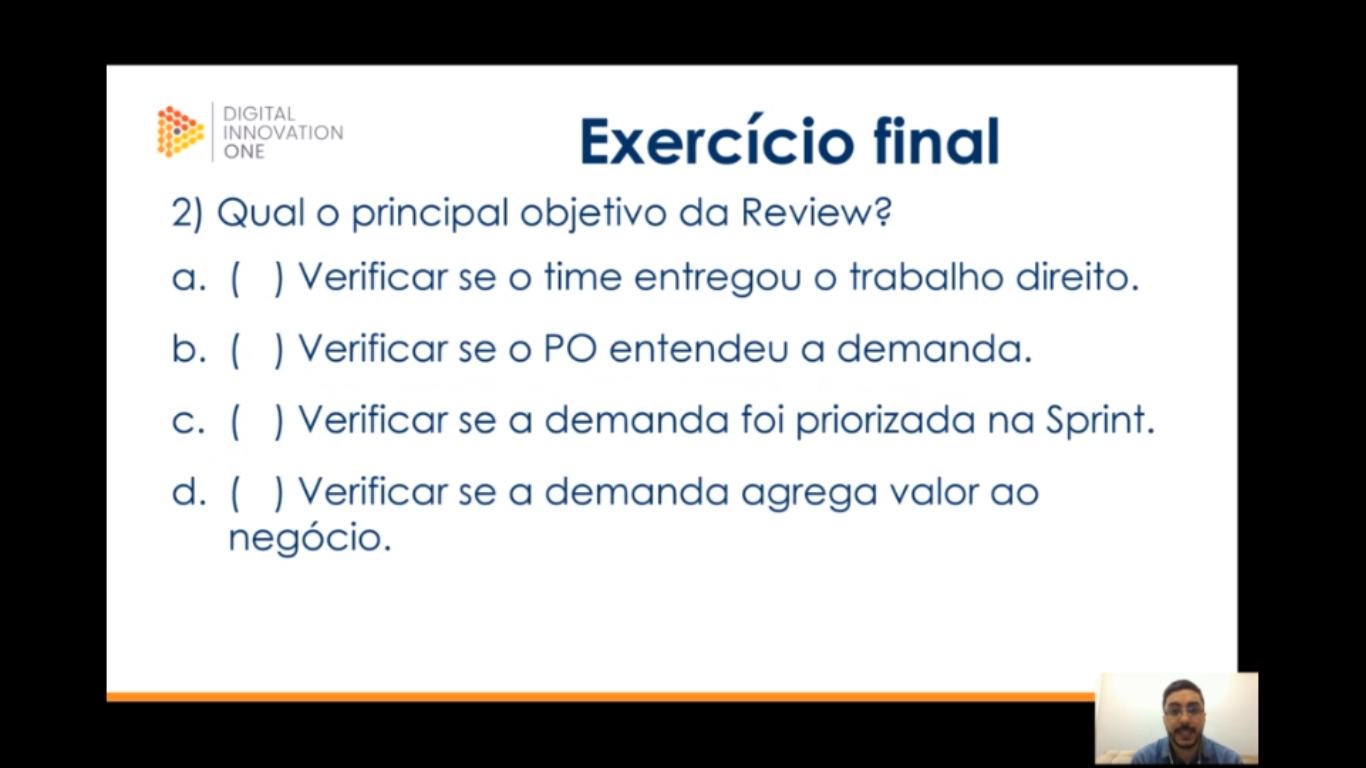 DIGITAL
INNOVATION
ONE
Exercício final
2) Qual o principal objetivo da Review?
a. (   ) Verificar se o time entregou o trabalho direito.
b. (   ) Verificar se o PO entendeu a demanda.
c. (   ) Verificar se a demanda foi priorizada na Sprint.
d. (   ) Verificar se a demanda agrega valor ao
negócio.